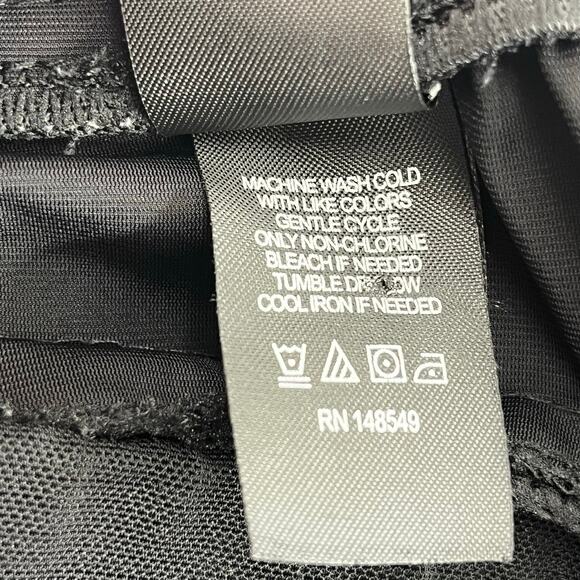 MACHINE WASH COLD
WITH LIKE COLORS
GENTLE CYCLE
ONLY NON-CHLORINE
BLEACH IF NEEDED
TUMBLE LOW
COOL IRON IF NEEDED
RN 148549